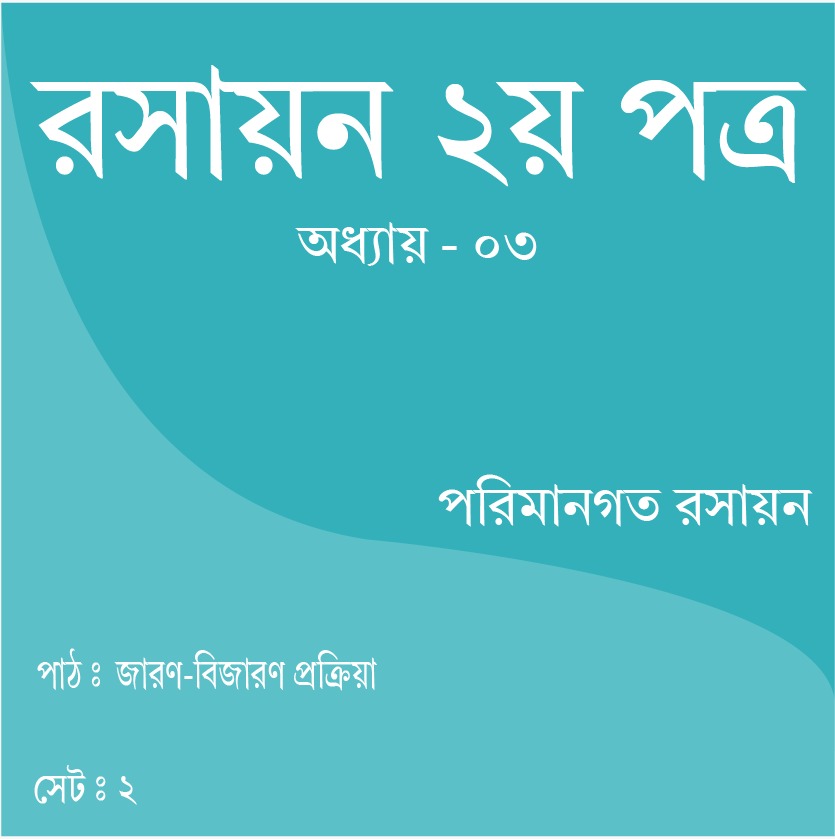 রসায়ন ২য় পত্র
অধ্যায় - ০৩
পরিমানগত রসায়ন
পাঠ ঃ জারণ-বিজারণ প্রক্রিয়া
সেট ঃ ২